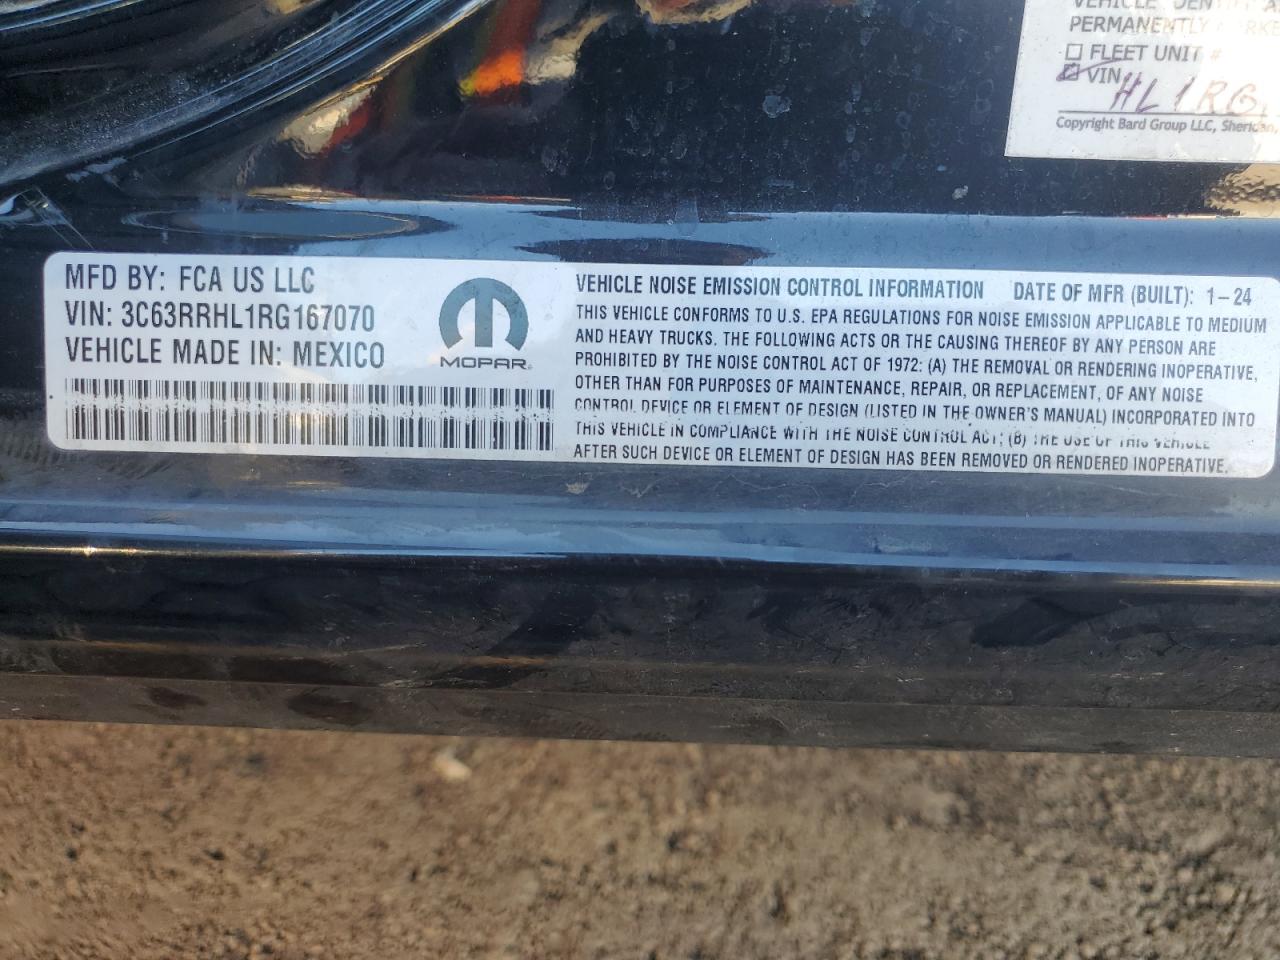 PERMANENTLY
FLEET UNIT #
VIN
HL1RG
Copyright Bard Group LLC, Sheridan,
MFD BY: FCA US LLC
VIN: 3C63RRHL1RG167070
VEHICLE MADE IN: MEXICO
MOPAR
VEHICLE NOISE EMISSION CONTROL INFORMATION DATE OF MFR (BUILT): 1-24
THIS VEHICLE CONFORMS TO U.S. EPA REGULATIONS FOR NOISE EMISSION APPLICABLE TO MEDIUM
AND HEAVY TRUCKS. THE FOLLOWING ACTS OR THE CAUSING THEREOF BY ANY PERSON ARE
PROHIBITED BY THE NOISE CONTROL ACT OF 1972: (A) THE REMOVAL OR RENDERING INOPERATIVE,
OTHER THAN FOR PURPOSES OF MAINTENANCE, REPAIR, OR REPLACEMENT, OF ANY NOISE
CONTROL DEVICE OR ELEMENT OF DESIGN (LISTED IN THE OWNER'S MANUAL) INCORPORATED INTO
THIS VEHICLE IN COMPLIANCE WITH THE NOISE CONTROL ACT; (B) THE USE OF THIS VEHICLE
AFTER SUCH DEVICE OR ELEMENT OF DESIGN HAS BEEN REMOVED OR RENDERED INOPERATIVE.